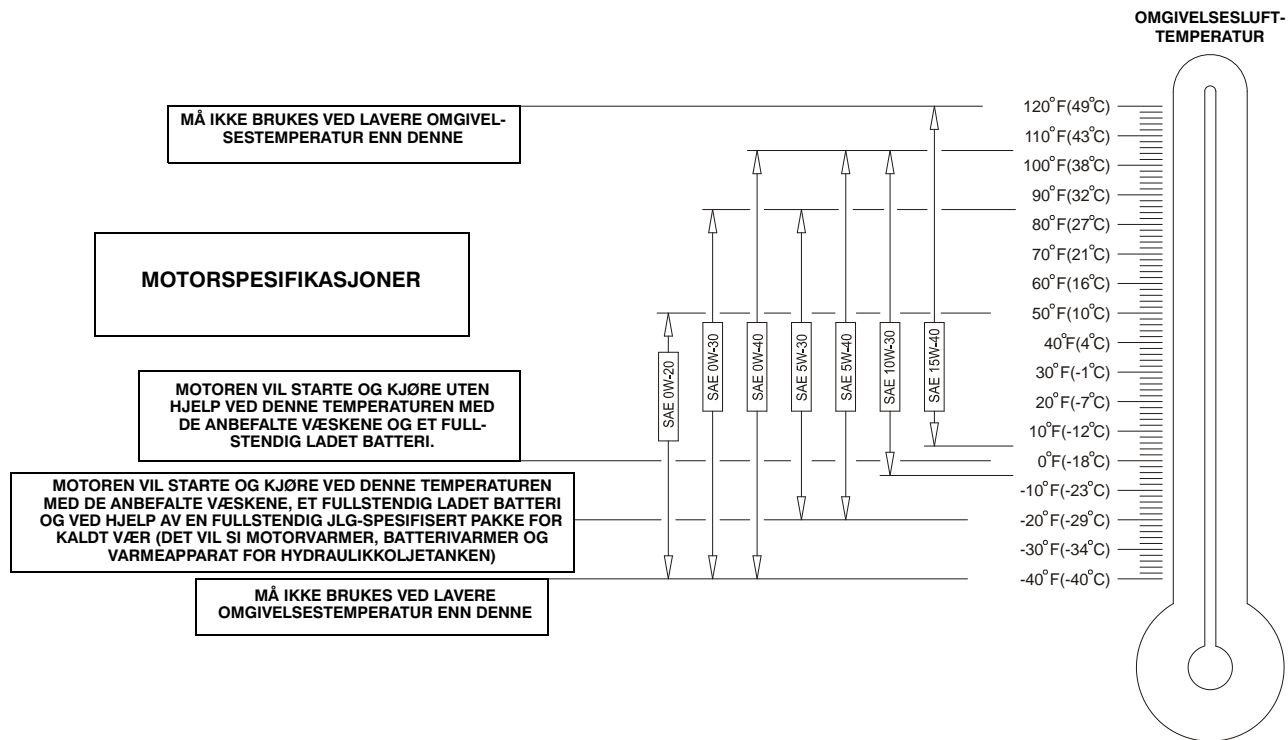 OMGIVELSESLUFT-
TEMPERATUR
MÅ IKKE BRUKES VED LAVERE OMGIVEL-
SESTEMPERATUR ENN DENNE
MOTORSPESIFIKASJONER
MOTOREN VIL STARTE OG KJØRE UTEN
HJELP VED DENNE TEMPERATUREN MED
DE ANBEFALTE VÆSKENE OG ET FULL-
STENDIG LADET BATTERI.
MOTOREN VIL STARTE OG KJØRE VED DENNE TEMPERATUREN
MED DE ANBEFALTE VÆSKENE, ET FULLSTENDIG LADET BATTERI
OG VED HJELP AV EN FULLSTENDIG JLG-SPESIFISERT PAKKE FOR
KALDT VÆR (DET VIL SI MOTORVARMER, BATTERIVARMER OG
VARMEAPPARAT FOR HYDRAULIKKOLJETANKEN)
MÅ IKKE BRUKES VED LAVERE
OMGIVELSESTEMPERATUR ENN DENNE
SAE 0W-20
SAE 0W-30
SAE 0W-40
SAE 5W-30
SAE 5W-40
SAE 10W-30
SAE 15W-40
120°F(49°C)
110°F(43°C)
100°F(38°C)
90°F(32°C)
80°F(27°C)
70°F(21°C)
60°F(16°C)
50°F(10°C)
40°F(4°C)
30°F(-1°C)
20°F(-7°C)
10°F(-12°C)
0°F(-18°C)
-10°F(-23°C)
-20°F(-29°C)
-30°F(-34°C)
-40°F(-40°C)